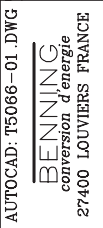 AUTOCAD: T5066-01.DWG
BENNING
conversion d'energie
27400 LOUVIERS FRANCE